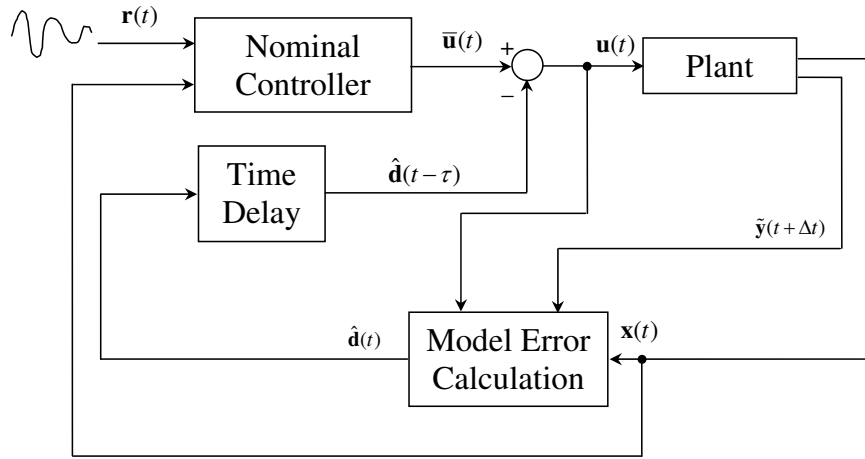 r(t)
Nominal
Controller
u̅(t)
+
−
u(t)
Plant
Time
Delay
d̂(t − τ)
ỹ(t + Δt)
d̂(t)
Model Error
Calculation
x(t)